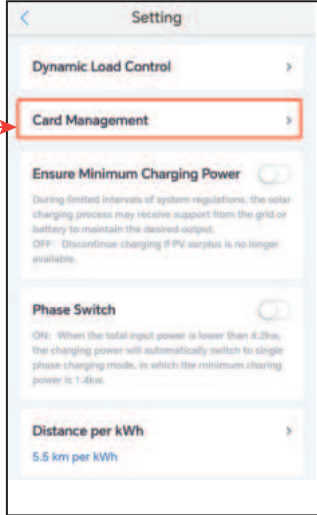 Setting
Dynamic Load Control
Card Management
Ensure Minimum Charging Power
During limited intervals of system regulations, the solar
charging process may receive support from the grid or
battery to maintain the desired output.
OFF: Discontinue charging if PV surplus is no longer
available.
Phase Switch
ON: When the total input power is lower than 4.2kw,
the charging power will automatically switch to single
phase charging mode, in which the minimum charing
power is 1.4kw.
Distance per kWh
5.5 km per kWh